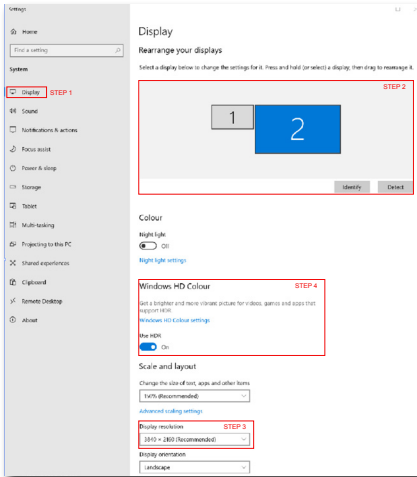 Settings
Home
Find a setting
System
Display STEP 1
Sound
Notifications & actions
Focus assist
Power & sleep
Storage
Tablet
Multi-tasking
Projecting to this PC
Shared experiences
Clipboard
Remote Desktop
About
Display
Rearrange your displays
Select a display below to change the settings for it. Press and hold (or select) a display, then drag to rearrange it.
STEP 2
1
2
Identify Detect
Colour
Night light
Off
Night light settings
Windows HD Colour STEP 4
Get a brighter and more vibrant picture for videos, games and apps that
support HDR
Windows HD Colour settings
Use HDR
On
Scale and layout
Change the size of text, apps and other items
(Recommended)
Advanced scaling settings
Display resolution STEP 3
3840 × 2160 (Recommended)
Display orientation
Landscape